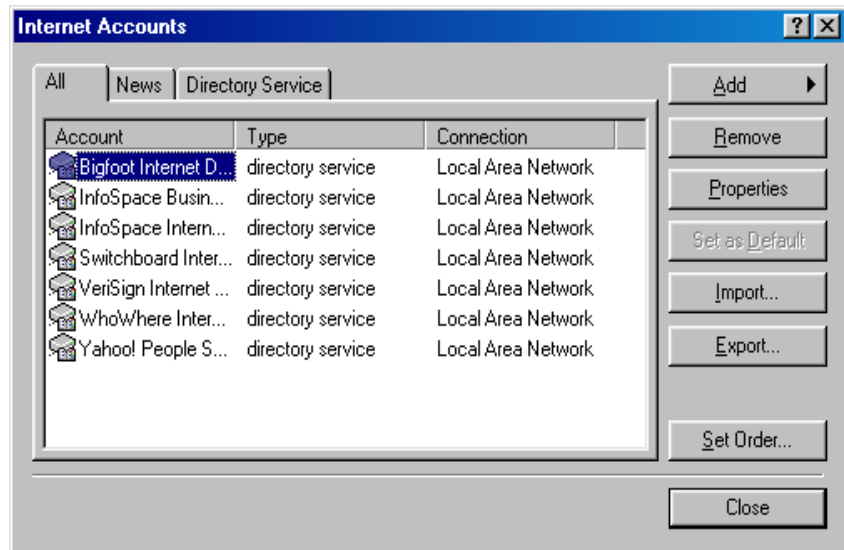 Internet Accounts
All News Directory Service
Add
Account Type Connection
Remove
Bigfoot Internet D... directory service Local Area Network
InfoSpace Busin... directory service Local Area Network
Properties
InfoSpace Intern... directory service Local Area Network
Set as Default
Switchboard Inter... directory service Local Area Network
VeriSign Internet ... directory service Local Area Network
Import...
WhoWhere Inter... directory service Local Area Network
Yahoo! People S... directory service Local Area Network
Export...
Set Order...
Close